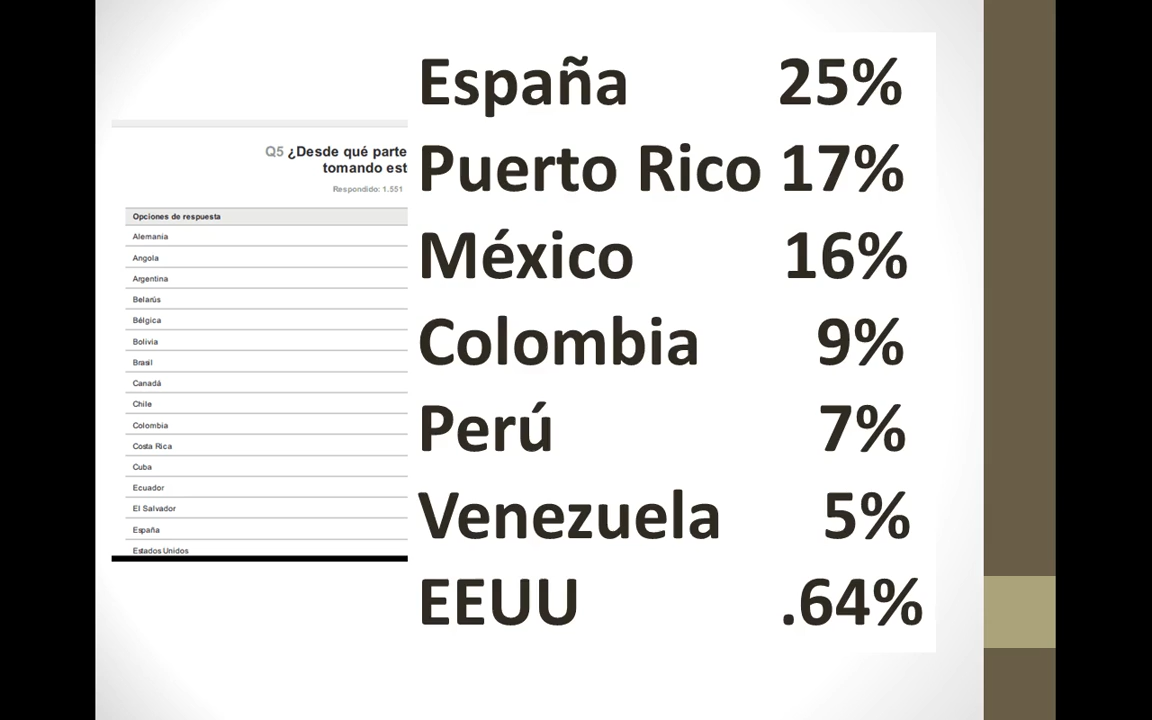 Q5 ¿Desde qué parte
tomando est
Respondido: 1.551
Opciones de respuesta
Alemania
Angola
Argentina
Belarús
Bélgica
Bolivia
Brasil
Canadá
Chile
Colombia
Costa Rica
Cuba
Ecuador
El Salvador
España
Estados Unidos
España 25%
Puerto Rico 17%
México 16%
Colombia 9%
Perú 7%
Venezuela 5%
EEUU .64%